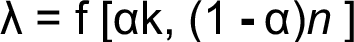 λ = f [αk, (1 - α)n ]